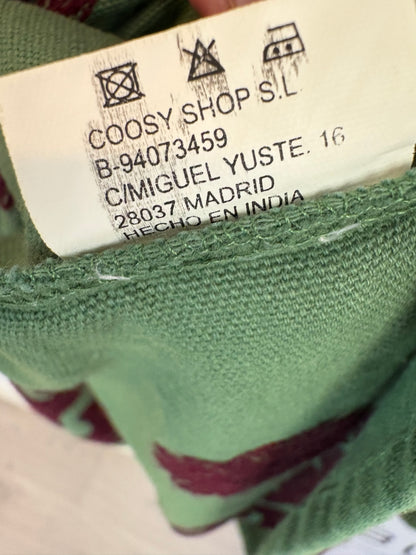 COOSY SHOP S.L
B-94073459
C/MIGUEL YUSTE. 16
28037 MADRID
HECHO EN INDIA